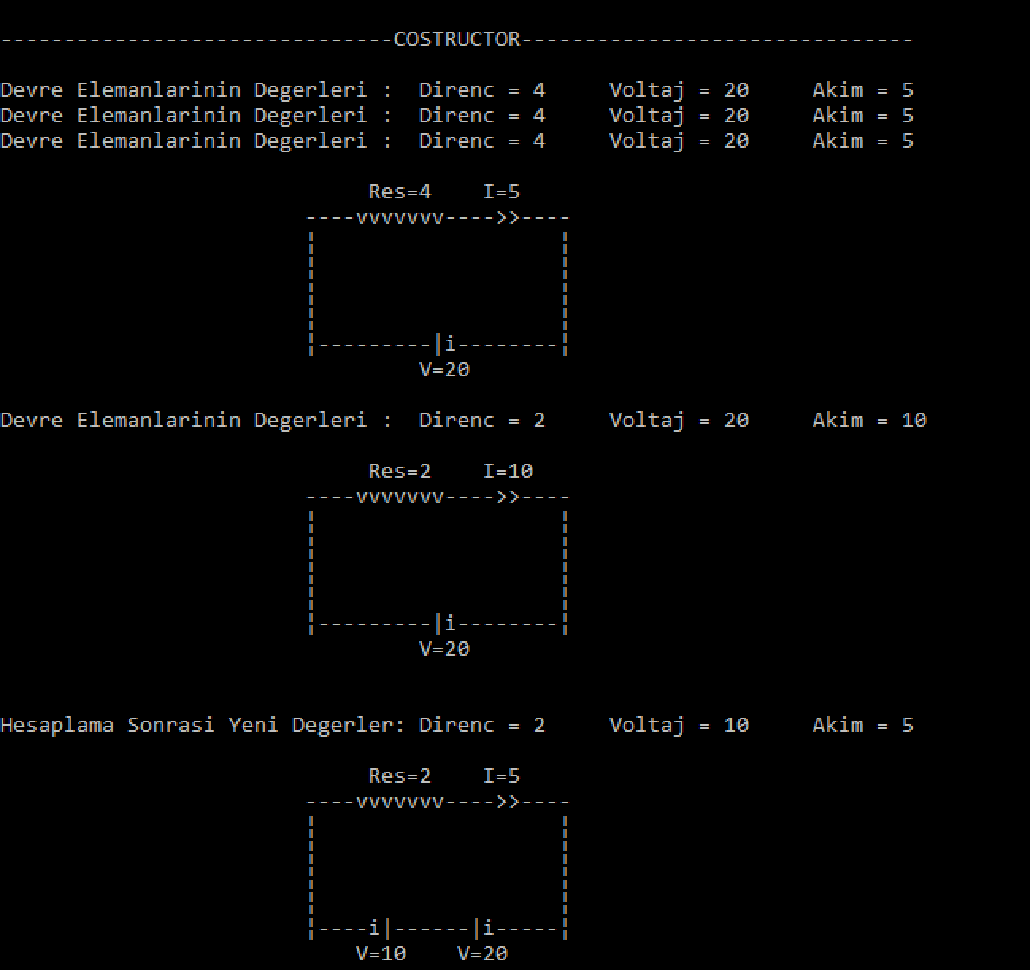 -------------------------------COSTRUCTOR-------------------------------
Devre Elemanlarinin Degerleri :  Direnc = 4     Voltaj = 20     Akim = 5
Devre Elemanlarinin Degerleri :  Direnc = 4     Voltaj = 20     Akim = 5
Devre Elemanlarinin Degerleri :  Direnc = 4     Voltaj = 20     Akim = 5
Res=4    I=5
----vvvvvvv---->>----
|---------|i--------|
V=20
Devre Elemanlarinin Degerleri :  Direnc = 2     Voltaj = 20     Akim = 10
Res=2    I=10
----vvvvvvv---->>----
|---------|i--------|
V=20
Hesaplama Sonrasi Yeni Degerler: Direnc = 2     Voltaj = 10     Akim = 5
Res=2    I=5
----vvvvvvv---->>----
|----i|------|i-----|
V=10    V=20